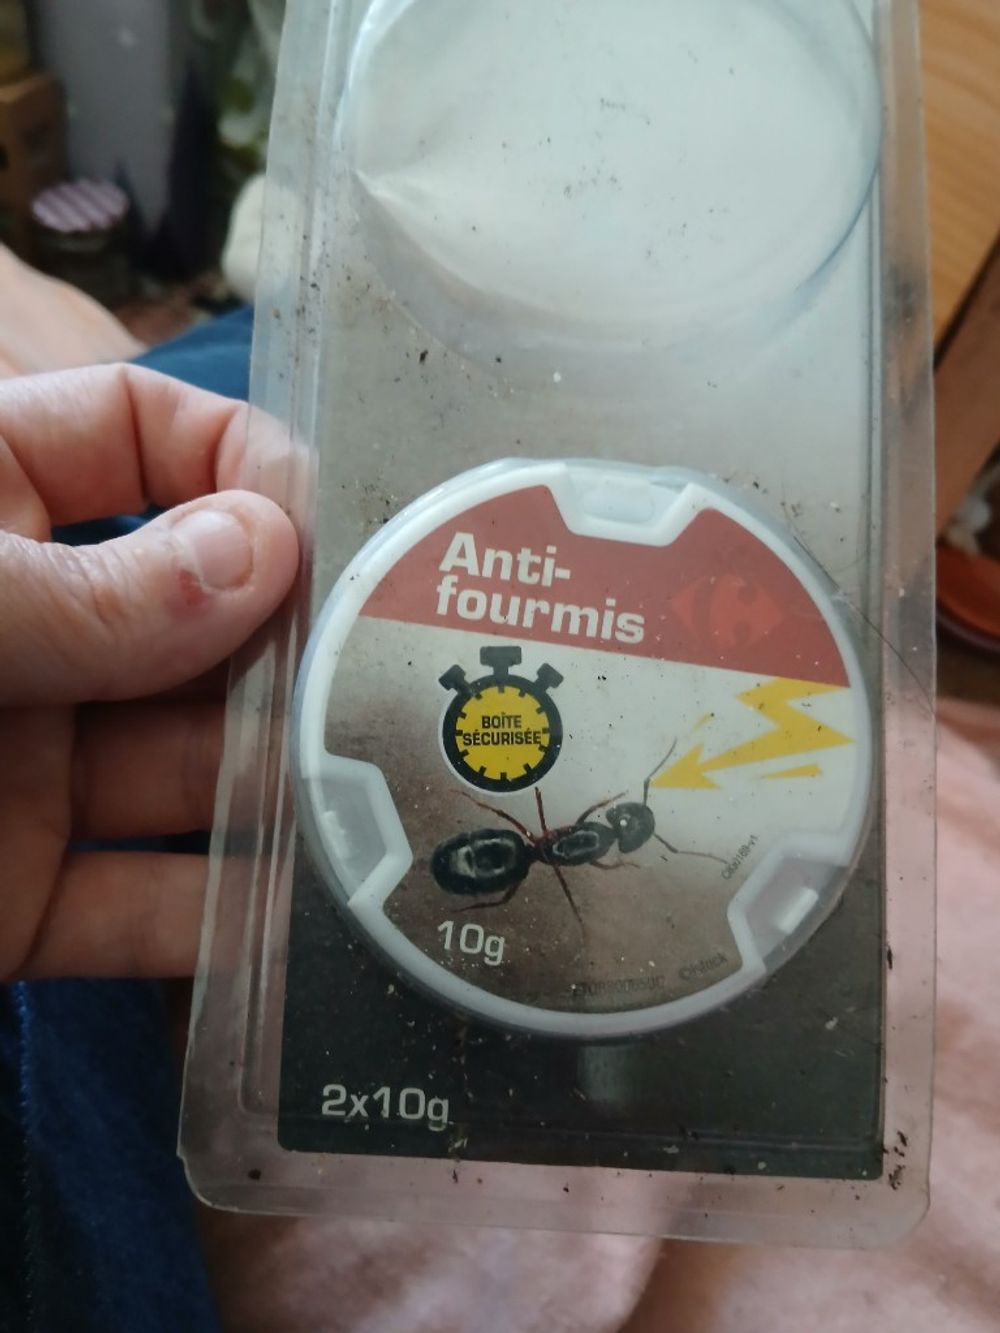 Anti-
fourmis
BOÎTE
SÉCURISÉE
10g
2x10g